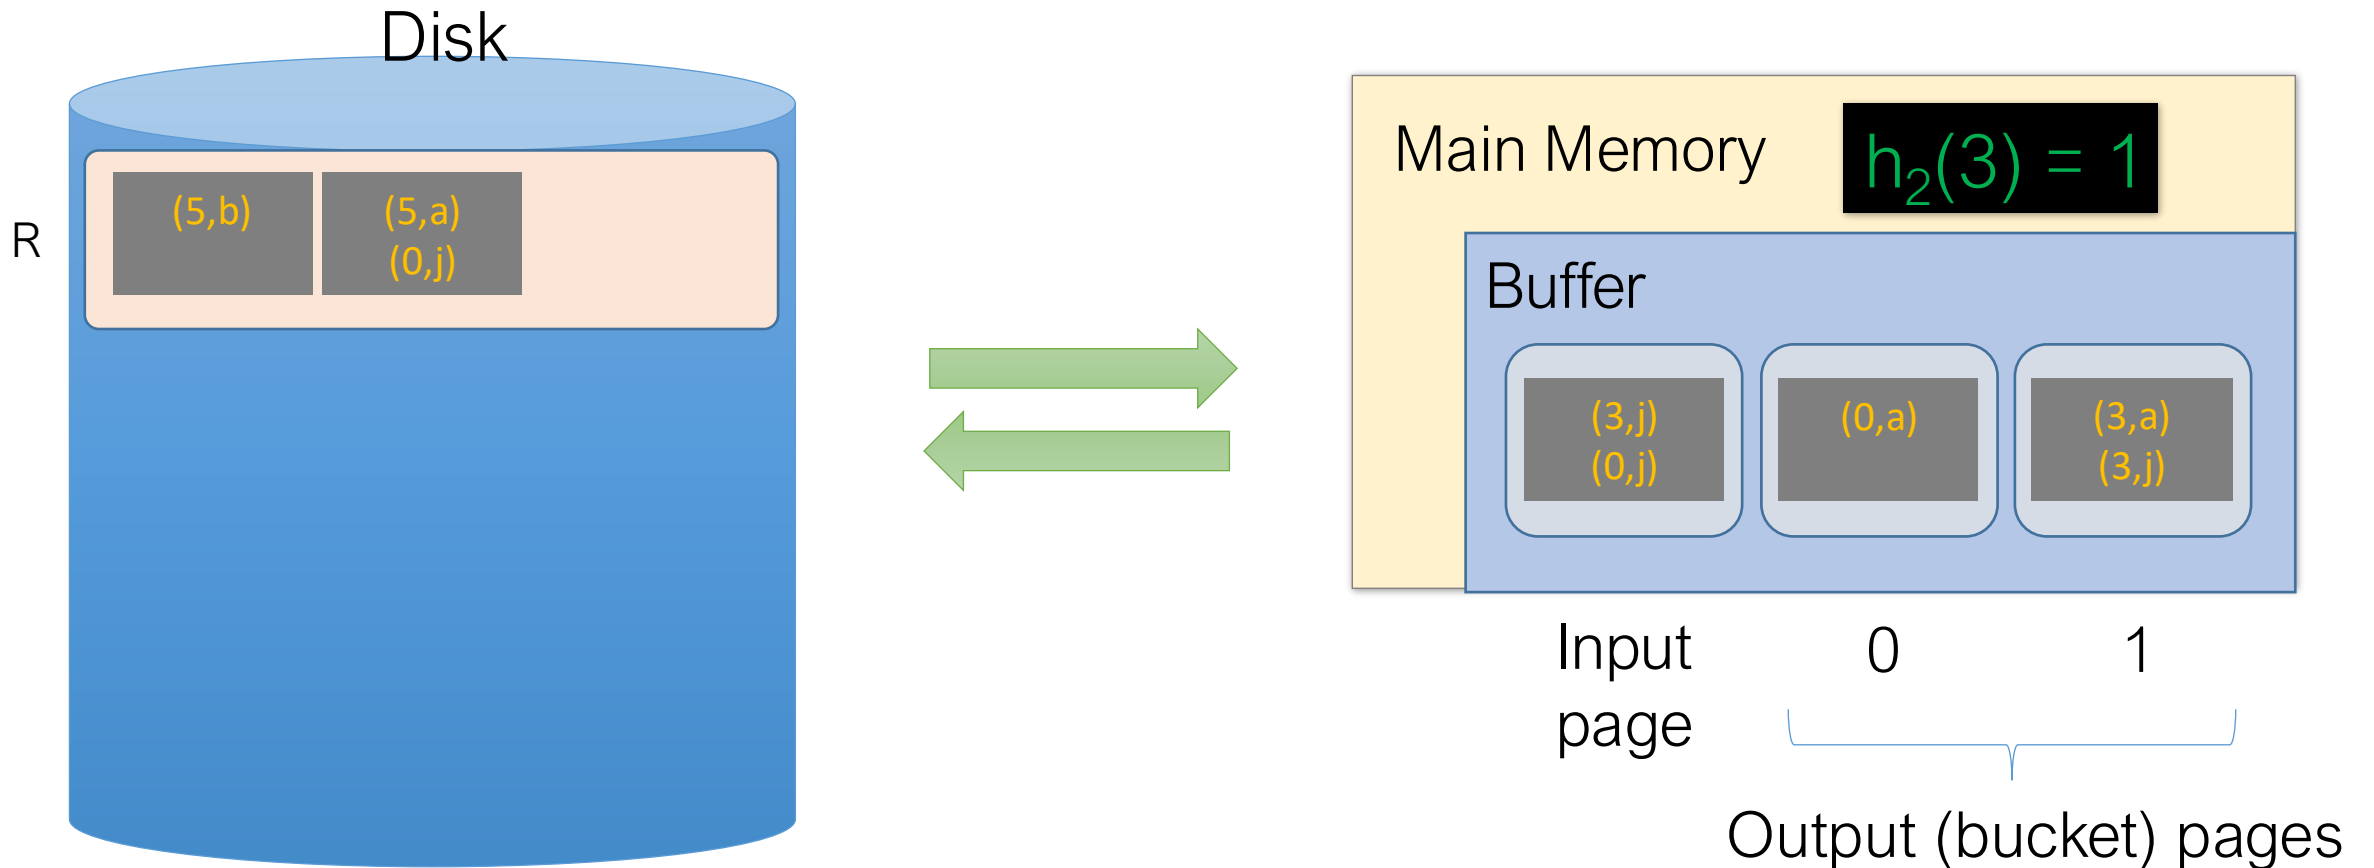 Disk
R
(5,b)
(5,a)
(0,j)
Main Memory
h₂(3) = 1
Buffer
(3,j)
(0,j)
(0,a)
(3,a)
(3,j)
Input
page
0
1
Output (bucket) pages